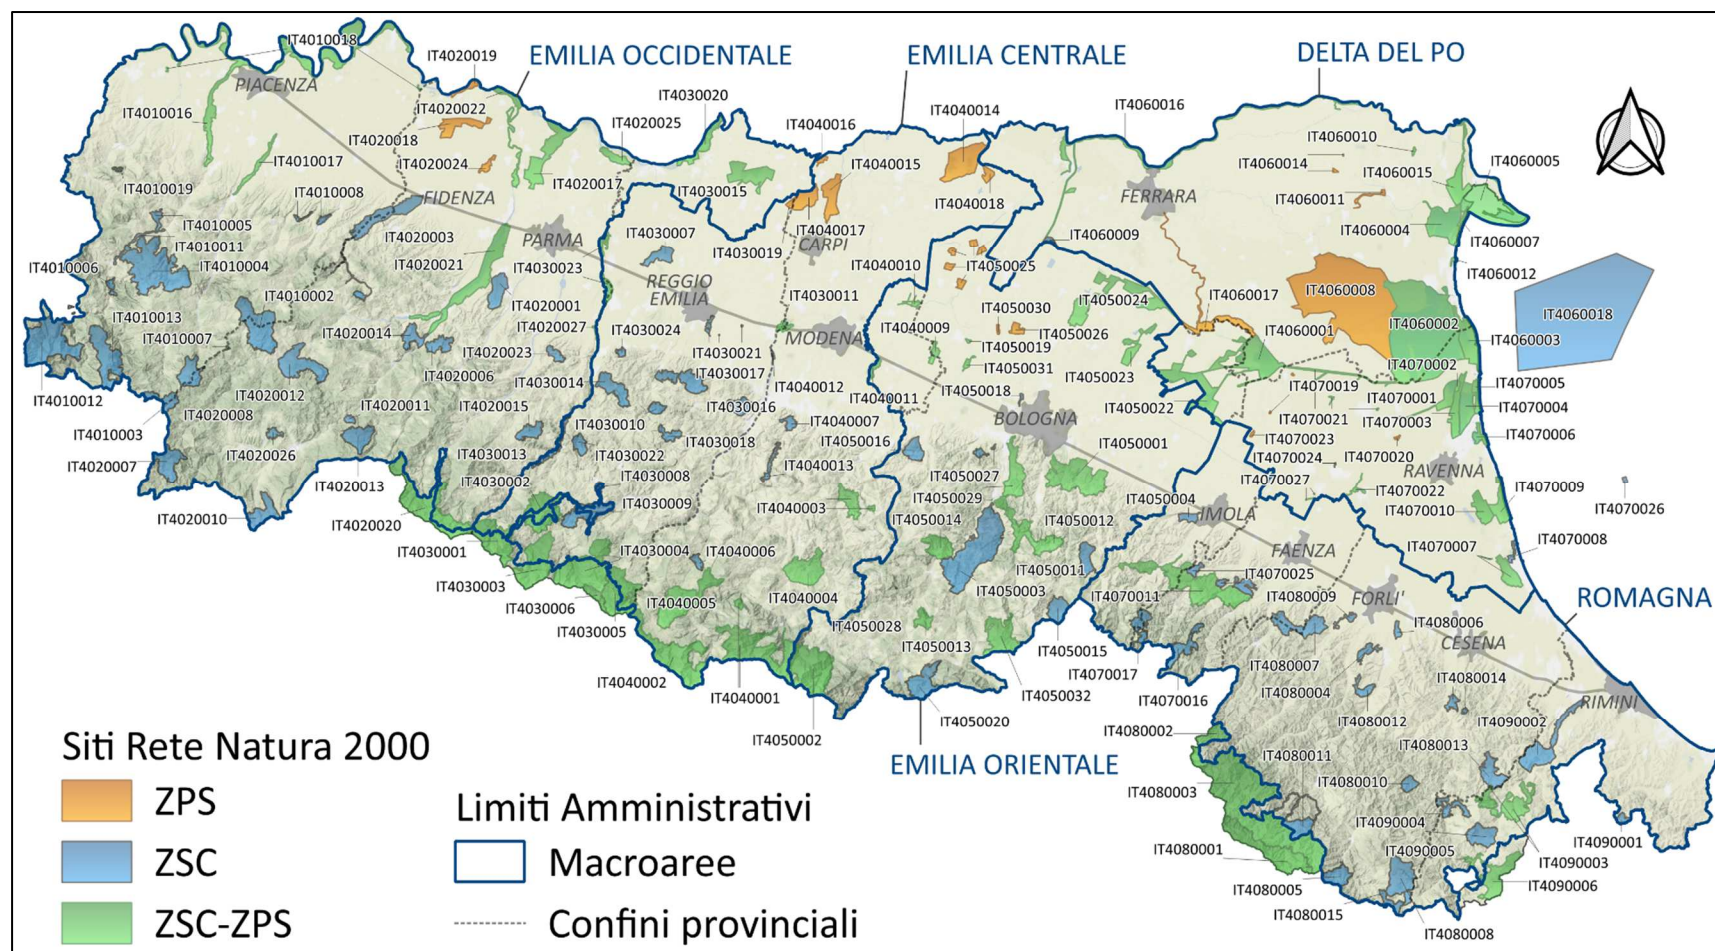 IT4010018
IT4020019
EMILIA OCCIDENTALE
EMILIA CENTRALE
DELTA DEL PO
PIACENZA
IT4030020
IT4010016
IT4020022
IT4020025
IT4040016
IT4040014
IT4060016
IT4060010
IT4020018
IT4040015
IT4060014
IT4060005
IT4010017
IT4020024
IT4060015
IT4010019
IT4010008
IT4020017
IT4030015
FIDENZA
FERRARA
IT4060011
IT4040018
IT4010005
IT4020003
IT4030007
IT4040017
IT4060004
IT4010011
PARMA
IT4030019
CARPI
IT4060009
IT4060007
IT4010006
IT4010004
IT4020021
IT4030023
IT4040010
IT4050025
IT4060012
REGGIO
EMILIA
IT4010002
IT4020001
IT4030011
IT4050030
IT4050024
IT4060017
IT4060008
IT4060018
IT4010013
IT4020014
IT4020027
IT4030024
IT4040009
IT4050026
IT4060001
IT4060002
IT4010007
MODENA
IT4050019
IT4060003
IT4020023
IT4030021
IT4050031
IT4070002
IT4020006
IT4030014
IT4030017
IT4040012
IT4050018
IT4050023
IT4070019
IT4070005
IT4010012
IT4020012
IT4020011
IT4020015
IT4030016
IT4040011
IT4050022
IT4070001
IT4070004
IT4020008
IT4030010
IT4040007
BOLOGNA
IT4070021
IT4070003
IT4010003
IT4030018
IT4050016
IT4050001
IT4070023
IT4070006
IT4020007
IT4020026
IT4030013
IT4030022
IT4040013
IT4050027
IT4070024
IT4070020
RAVENNA
IT4020013
IT4030002
IT4030008
IT4070027
IT4070009
IT4030009
IT4040003
IT4050029
IT4050004
IT4070022
IT4070026
IT4020010
IT4020020
IT4050014
IT4050012
IMOLA
IT4070010
IT4030001
IT4030004
IT4040006
FAENZA
IT4070007
IT4070008
IT4030003
IT4050011
IT4070025
IT4030006
IT4040005
IT4040004
IT4050003
IT4070011
IT4080009
FORLI'
ROMAGNA
IT4030005
IT4050028
IT4080006
IT4050013
IT4050015
CESENA
IT4040002
IT4040001
IT4070017
IT4080007
IT4050032
IT4070016
IT4080004
IT4080014
RIMINI
IT4050020
IT4080012
IT4090002
IT4050002
IT4080002
IT4080013
Siti Rete Natura 2000
EMILIA ORIENTALE
IT4080011
IT4080010
IT4080003
ZPS
Limiti Amministrativi
IT4090004
IT4090001
ZSC
Macroaree
IT4080001
IT4090005
IT4090003
IT4090006
IT4080005
ZSC-ZPS
Confini provinciali
IT4080015
IT4080008